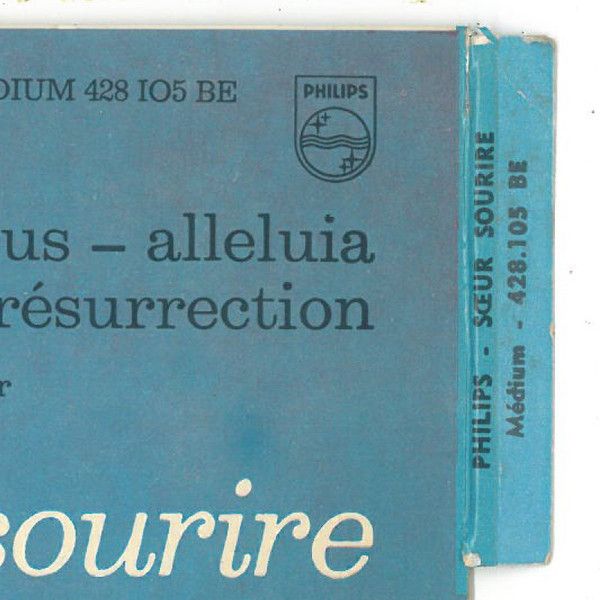 DIUM 428 IO5 BE
PHILIPS
us – alleluia
résurrection
r
sourire
PHILIPS - SŒUR SOURIRE
Médium - 428.105 BE